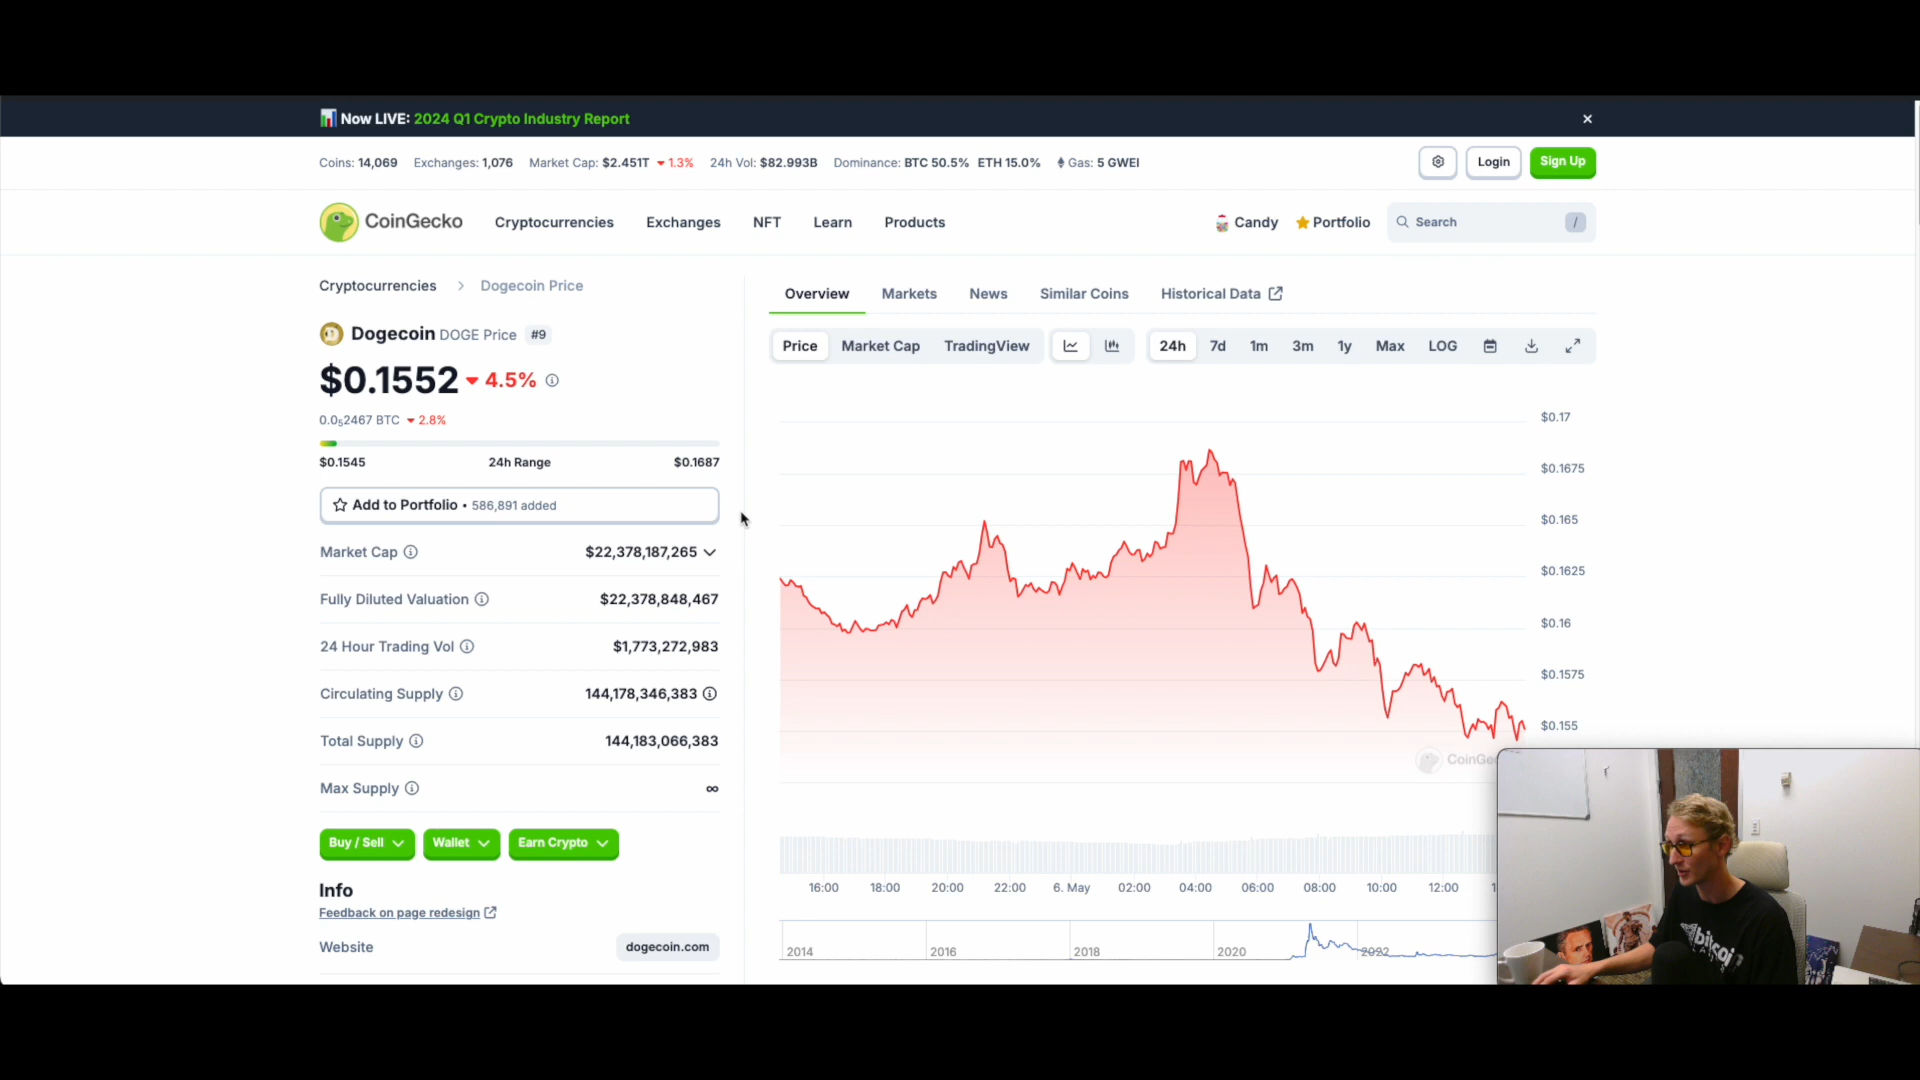 Now LIVE: 2024 Q1 Crypto Industry Report
Coins: 14,069 Exchanges: 1,076 Market Cap: $2.451T 1.3% 24h Vol: $82.993B Dominance: BTC 50.5% ETH 15.0% Gas: 5 GWEI
Login
Sign Up
CoinGecko
Cryptocurrencies Exchanges NFT Learn Products
Candy Portfolio
Search /
Cryptocurrencies > Dogecoin Price
Dogecoin DOGE Price #9
$0.1552 4.5%
0.0₅2467 BTC 2.8%
$0.1545 24h Range $0.1687
Add to Portfolio • 586,891 added
Market Cap $22,378,187,265
Fully Diluted Valuation $22,378,848,467
24 Hour Trading Vol $1,773,272,983
Circulating Supply 144,178,346,383
Total Supply 144,183,066,383
Max Supply ∞
Buy / Sell Wallet Earn Crypto
Info
Feedback on page redesign
Website dogecoin.com
Overview Markets News Similar Coins Historical Data
Price Market Cap TradingView 24h 7d 1m 3m 1y Max LOG
$0.17
$0.1675
$0.165
$0.1625
$0.16
$0.1575
$0.155
CoinGec
16:00 18:00 20:00 22:00 6. May 02:00 04:00 06:00 08:00 10:00 12:00 1
2014 2016 2018 2020 2022
bitcoin